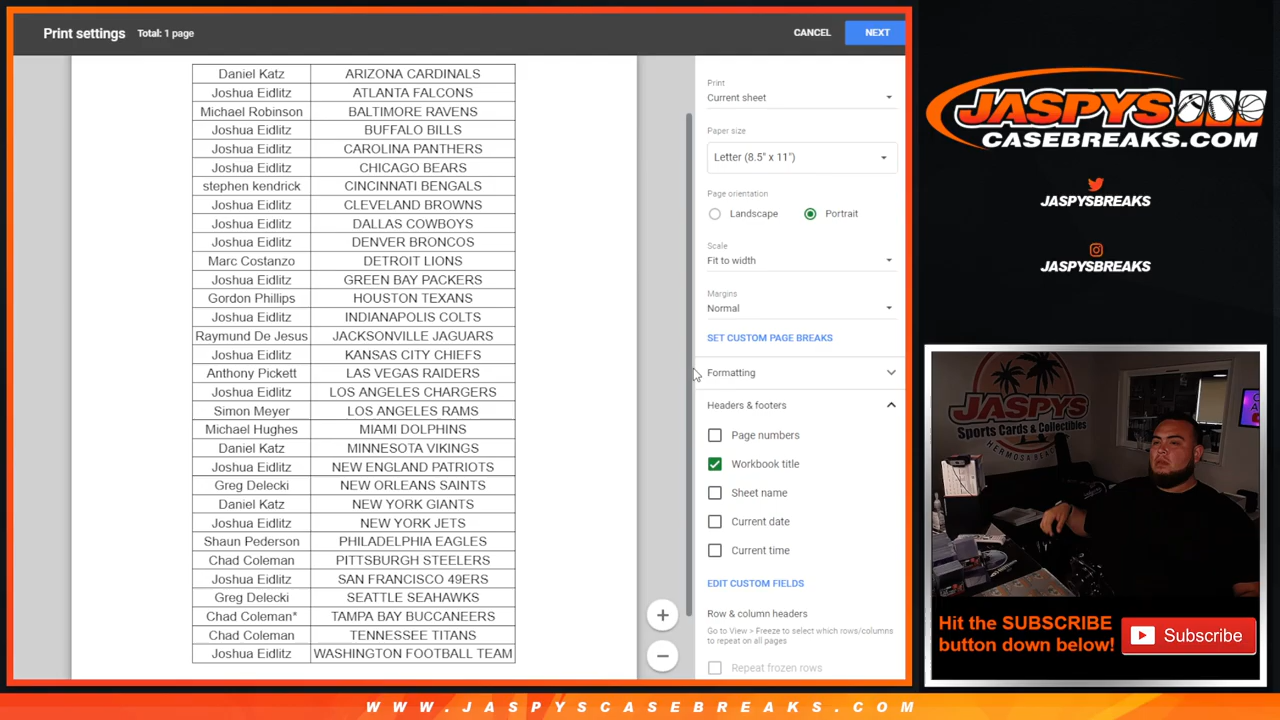 Print settings Total: 1 page CANCEL NEXT
Daniel Katz ARIZONA CARDINALS
Joshua Eidlitz ATLANTA FALCONS
Michael Robinson BALTIMORE RAVENS
Joshua Eidlitz BUFFALO BILLS
Joshua Eidlitz CAROLINA PANTHERS
Joshua Eidlitz CHICAGO BEARS
stephen kendrick CINCINNATI BENGALS
Joshua Eidlitz CLEVELAND BROWNS
Joshua Eidlitz DALLAS COWBOYS
Joshua Eidlitz DENVER BRONCOS
Marc Costanzo DETROIT LIONS
Joshua Eidlitz GREEN BAY PACKERS
Gordon Phillips HOUSTON TEXANS
Joshua Eidlitz INDIANAPOLIS COLTS
Raymund De Jesus JACKSONVILLE JAGUARS
Joshua Eidlitz KANSAS CITY CHIEFS
Anthony Pickett LAS VEGAS RAIDERS
Joshua Eidlitz LOS ANGELES CHARGERS
Simon Meyer LOS ANGELES RAMS
Michael Hughes MIAMI DOLPHINS
Daniel Katz MINNESOTA VIKINGS
Joshua Eidlitz NEW ENGLAND PATRIOTS
Greg Delecki NEW ORLEANS SAINTS
Daniel Katz NEW YORK GIANTS
Joshua Eidlitz NEW YORK JETS
Shaun Pederson PHILADELPHIA EAGLES
Chad Coleman PITTSBURGH STEELERS
Joshua Eidlitz SAN FRANCISCO 49ERS
Greg Delecki SEATTLE SEAHAWKS
Chad Coleman* TAMPA BAY BUCCANEERS
Chad Coleman TENNESSEE TITANS
Joshua Eidlitz WASHINGTON FOOTBALL TEAM
Print
Current sheet
Paper size
Letter (8.5" x 11")
Page orientation
Landscape Portrait
Scale
Fit to width
Margins
Normal
SET CUSTOM PAGE BREAKS
Formatting
Headers & footers
Page numbers
Workbook title
Sheet name
Current date
Current time
EDIT CUSTOM FIELDS
Row & column headers
Go to View > Freeze to select which rows/columns
to repeat on all pages
Repeat frozen rows
JASPYS
CASEBREAKS.COM
JASPYSBREAKS
JASPYSBREAKS
JASPYS
Sports Cards & Collectibles
HERMOSA BEACH
Hit the SUBSCRIBE
button down below!
Subscribe
WWW.JASPYSCASEBREAKS.COM